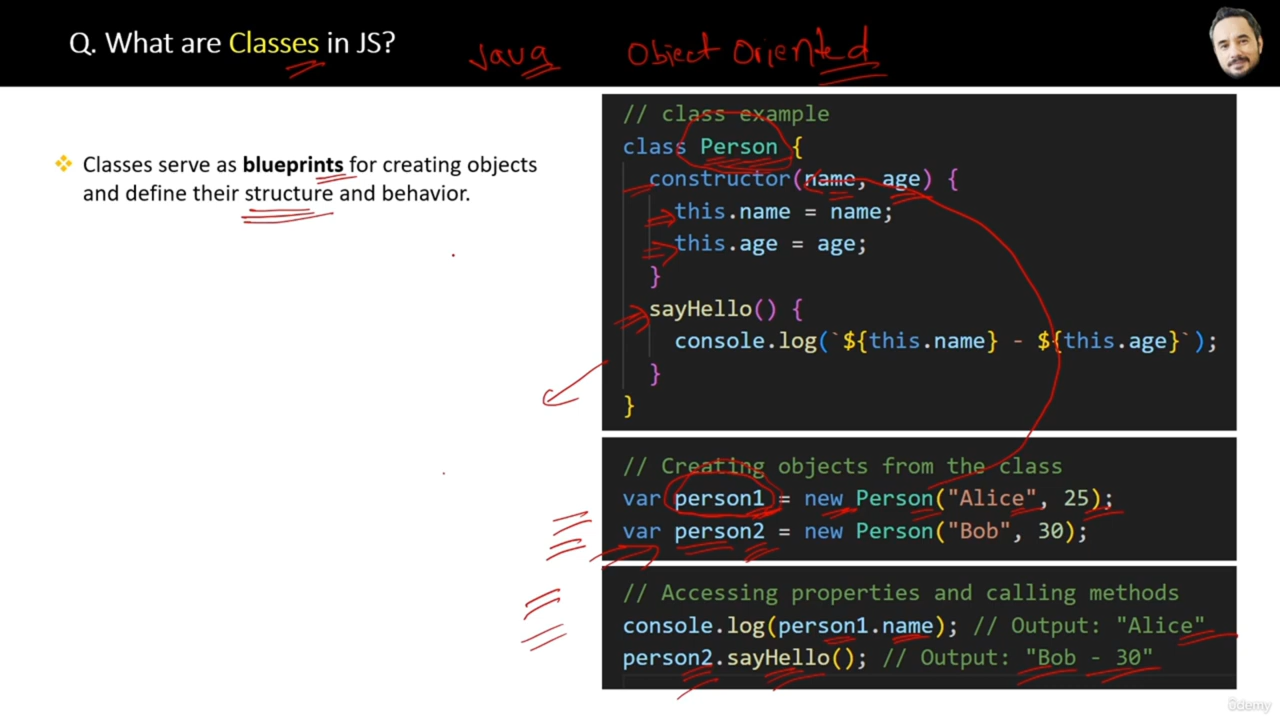 Q. What are Classes in JS?
Java Object Oriented
❖ Classes serve as blueprints for creating objects
and define their structure and behavior.
// class example
class Person {
constructor(name, age) {
this.name = name;
this.age = age;
}
sayHello() {
console.log(`${this.name} - ${this.age}`);
}
}
// Creating objects from the class
var person1 = new Person("Alice", 25);
var person2 = new Person("Bob", 30);
// Accessing properties and calling methods
console.log(person1.name); // Output: "Alice"
person2.sayHello(); // Output: "Bob - 30"
ûdemy